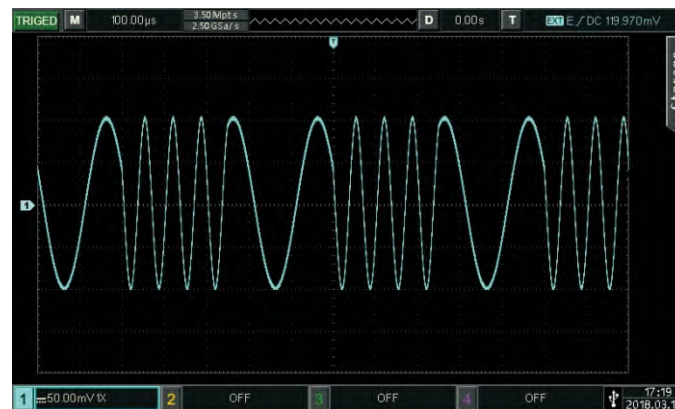 TRIGED M 100.00μs 3.50Mpts D 0.00s T EXT E DC 119.970mV
2.50GSa/s
T
Storage
1
1 50.00mV 1X 2 OFF 3 OFF 4 OFF 17:19
2018.03.1